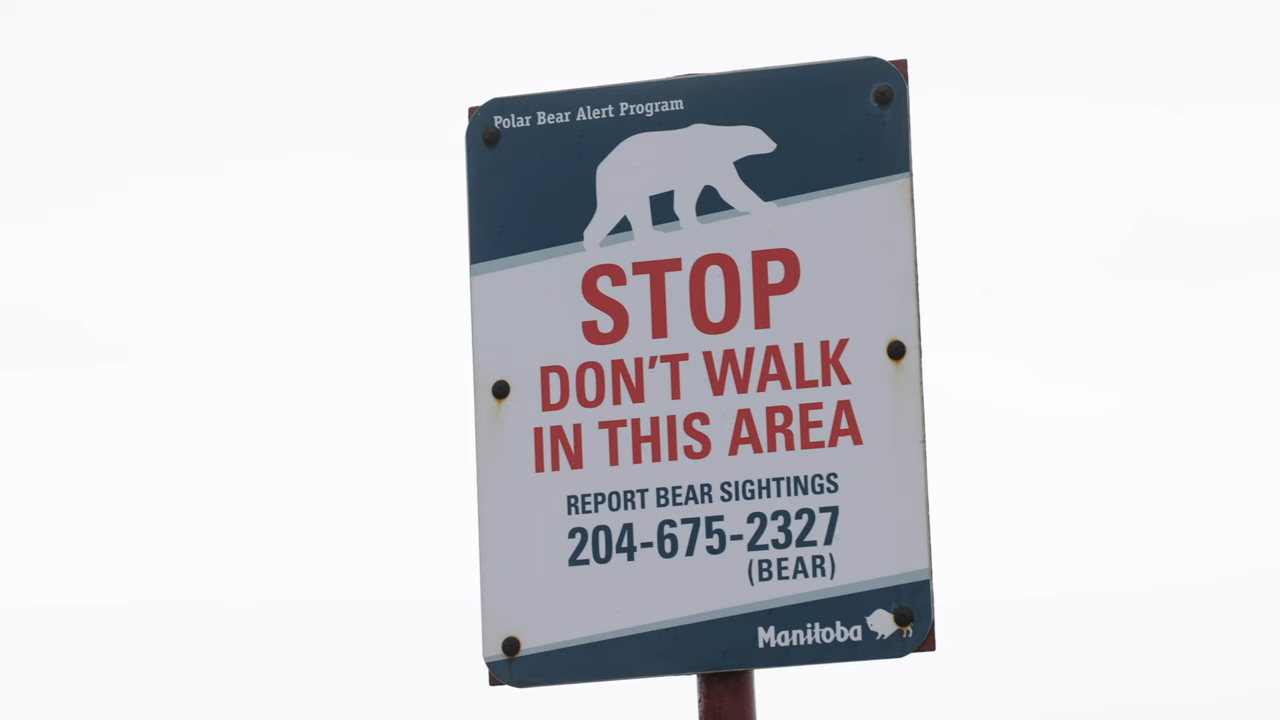 Polar Bear Alert Program
STOP
DON'T WALK
IN THIS AREA
REPORT BEAR SIGHTINGS
204-675-2327
(BEAR)
Manitoba